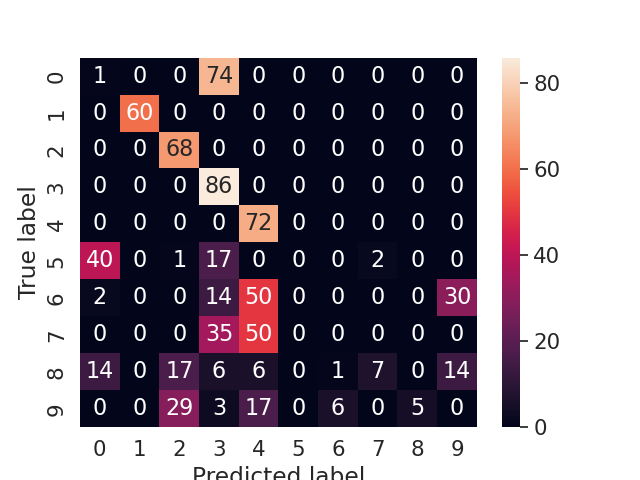 0 1 0 0 74 0 0 0 0 0 0
1 0 60 0 0 0 0 0 0 0 0
2 0 0 68 0 0 0 0 0 0 0
3 0 0 0 86 0 0 0 0 0 0
4 0 0 0 0 72 0 0 0 0 0
5 40 0 1 17 0 0 0 2 0 0
6 2 0 0 14 50 0 0 0 0 30
7 0 0 0 35 50 0 0 0 0 0
8 14 0 17 6 6 0 1 7 0 14
9 0 0 29 3 17 0 6 0 5 0
0 1 2 3 4 5 6 7 8 9
Predicted label
True label
80
60
40
20
0